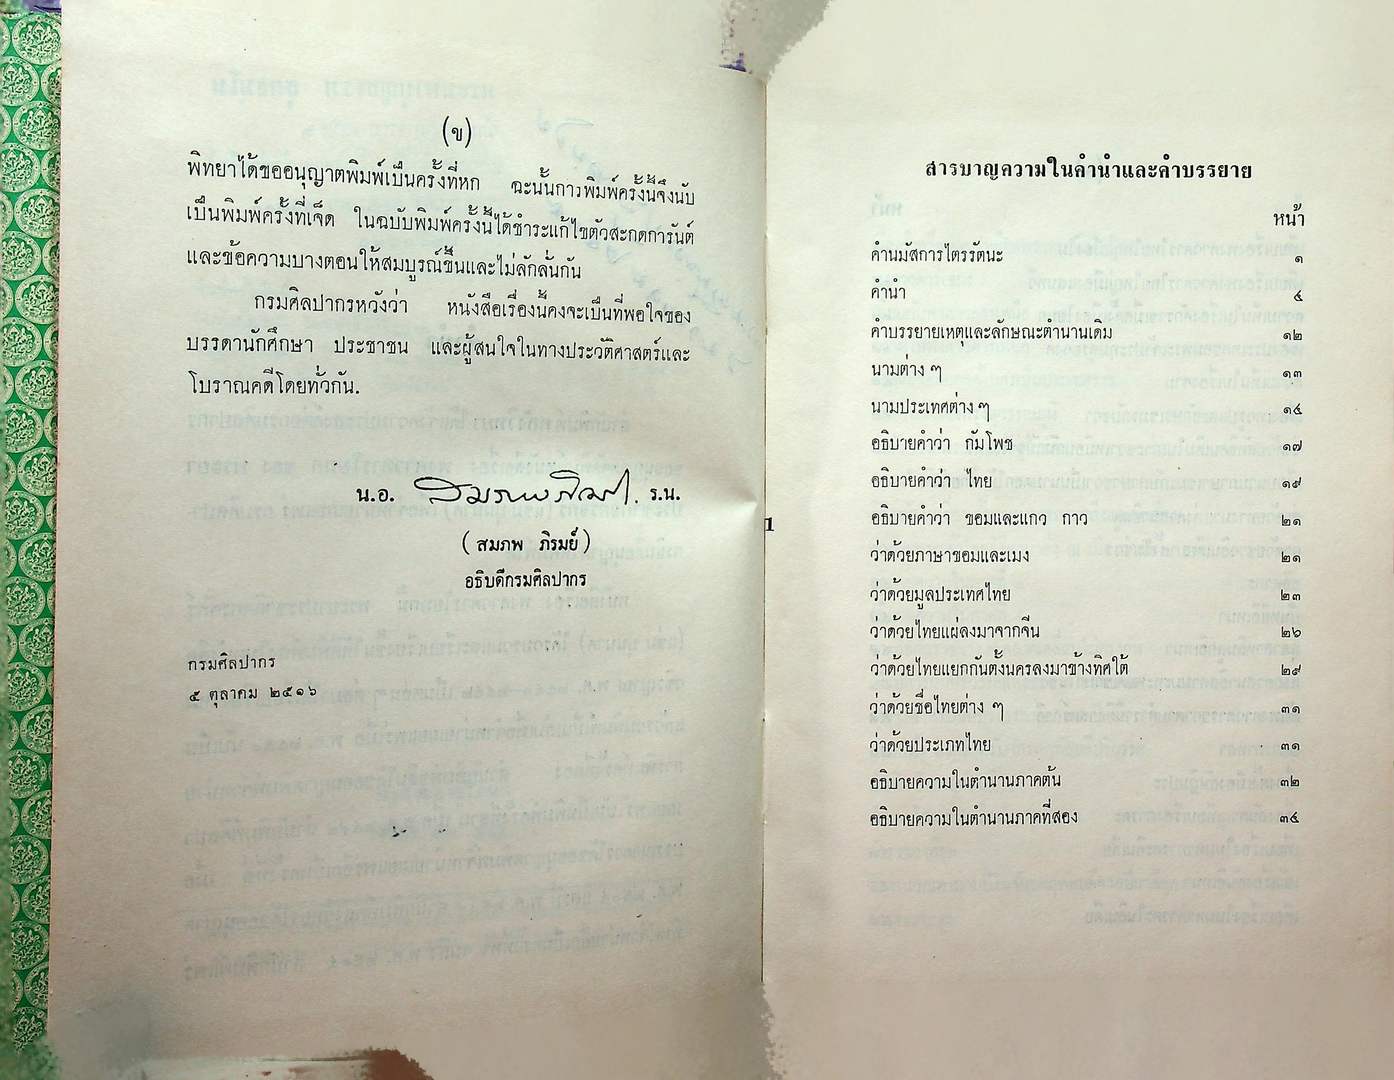 (ข)
พิทยาได้ขออนุญาตพิมพ์เป็นครั้งที่หก ฉะนั้นการพิมพ์ครั้งนี้จึงนับ
เป็นพิมพ์ครั้งที่เจ็ด ในฉบับพิมพ์ครั้งนี้ได้ชำระแก้ไขตัวสะกดการันต์
และข้อความบางตอนให้สมบูรณ์ขึ้นและไม่ลักลั่นกัน
กรมศิลปากรหวังว่า หนังสือเรื่องนี้คงจะเป็นที่พอใจของ
บรรดานักศึกษา ประชาชน และผู้สนใจในทางประวัติศาสตร์และ
โบราณคดีโดยทั่วกัน.
น.อ. สมภพ ภิรมย์ ร.น.
(สมภพ ภิรมย์)
อธิบดีกรมศิลปากร
กรมศิลปากร
๕ ตุลาคม ๒๕๑๖
สารบาญความในคำนำและคำบรรยาย
หน้า
คำนมัสการไตรรัตนะ ๑
คำนำ ๔
คำบรรยายเหตุและลักษณะตำนานเดิม ๑๒
นามต่าง ๆ ๑๓
นามประเทศต่าง ๆ ๑๔
อธิบายคำว่า กัมโพช ๑๗
อธิบายคำว่า ไทย ๑๙
อธิบายคำว่า ขอมและแกว กาว ๒๑
ว่าด้วยภาษาขอมและเมง ๒๑
ว่าด้วยมูลประเทศไทย ๒๓
ว่าด้วยไทยแผ่ลงมาจากจีน ๒๖
ว่าด้วยไทยแยกกันตั้งนครลงมาข้างทิศใต้ ๒๙
ว่าด้วยชื่อไทยต่าง ๆ ๓๑
ว่าด้วยประเภทไทย ๓๑
อธิบายความในตำนานภาคต้น ๓๒
อธิบายความในตำนานภาคที่สอง ๓๔